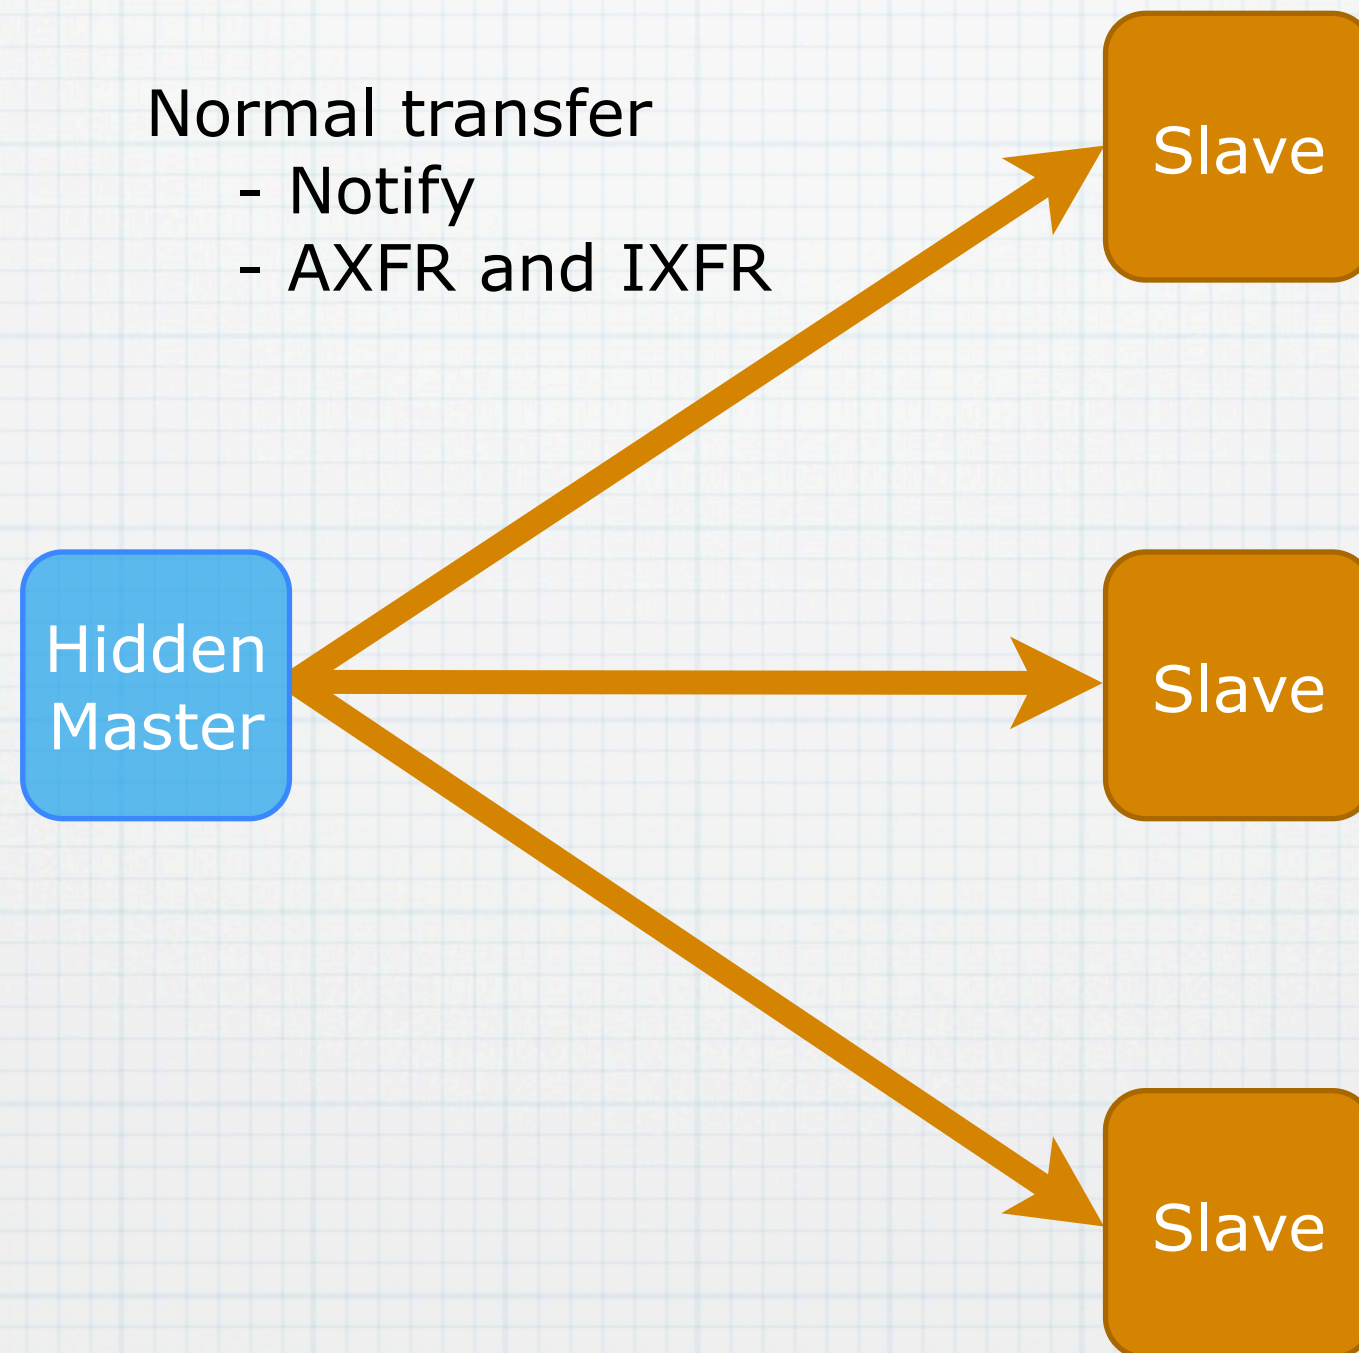 Normal transfer
- Notify
- AXFR and IXFR
Slave
Hidden
Master
Slave
Slave